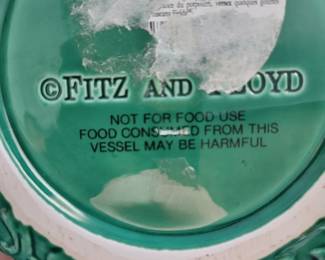 ©FITZ AND FLOYD
NOT FOR FOOD USE
FOOD CONSUMED FROM THIS
VESSEL MAY BE HARMFUL